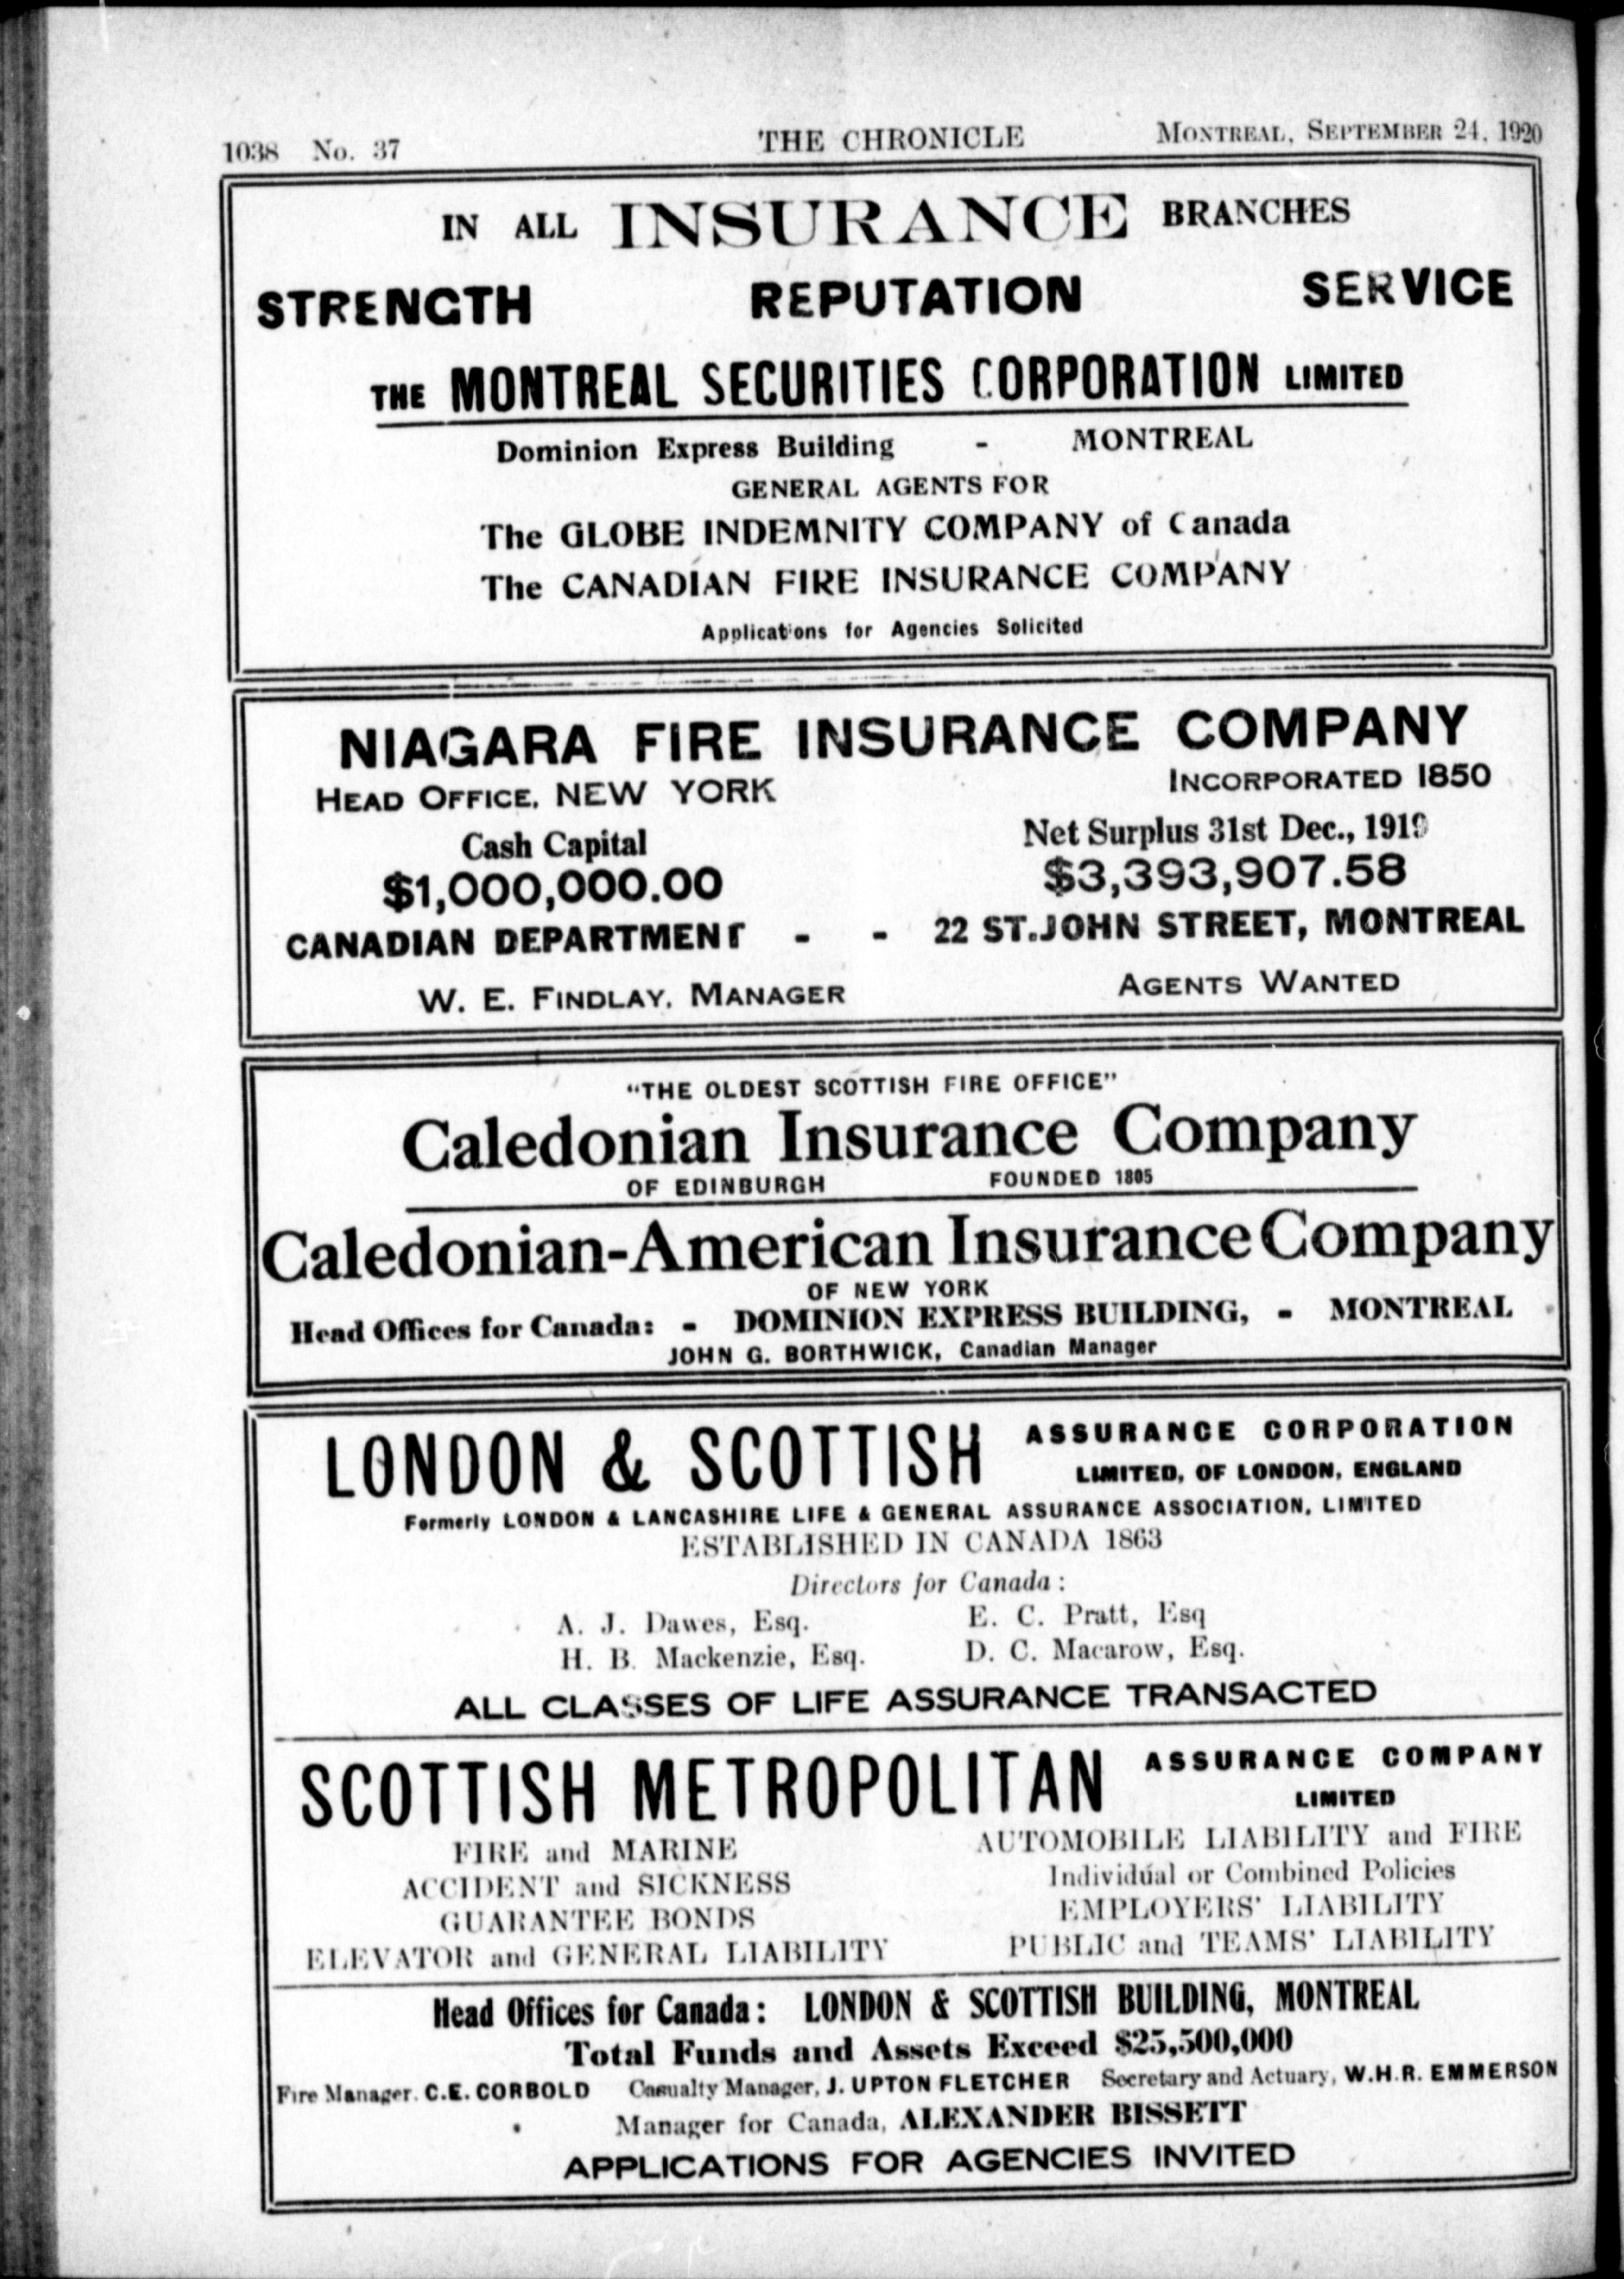 1038 No. 37 THE CHRONICLE MONTREAL, SEPTEMBER 24, 1920
IN ALL INSURANCE BRANCHES
STRENGTH REPUTATION SERVICE
THE MONTREAL SECURITIES CORPORATION LIMITED
Dominion Express Building - MONTREAL
GENERAL AGENTS FOR
The GLOBE INDEMNITY COMPANY of Canada
The CANADIAN FIRE INSURANCE COMPANY
Applications for Agencies Solicited
NIAGARA FIRE INSURANCE COMPANY
HEAD OFFICE, NEW YORK INCORPORATED 1850
Cash Capital Net Surplus 31st Dec., 1919
$1,000,000.00 $3,393,907.58
CANADIAN DEPARTMENT - - 22 ST. JOHN STREET, MONTREAL
W. E. FINDLAY, MANAGER AGENTS WANTED
"THE OLDEST SCOTTISH FIRE OFFICE"
Caledonian Insurance Company
OF EDINBURGH FOUNDED 1805
Caledonian-American Insurance Company
OF NEW YORK
Head Offices for Canada: - DOMINION EXPRESS BUILDING, - MONTREAL
JOHN G. BORTHWICK, Canadian Manager
LONDON & SCOTTISH ASSURANCE CORPORATION
LIMITED, OF LONDON, ENGLAND
Formerly LONDON & LANCASHIRE LIFE & GENERAL ASSURANCE ASSOCIATION, LIMITED
ESTABLISHED IN CANADA 1863
Directors for Canada:
A. J. Dawes, Esq. E. C. Pratt, Esq
H. B. Mackenzie, Esq. D. C. Macarow, Esq.
ALL CLASSES OF LIFE ASSURANCE TRANSACTED
SCOTTISH METROPOLITAN ASSURANCE COMPANY
LIMITED
FIRE and MARINE AUTOMOBILE LIABILITY and FIRE
ACCIDENT and SICKNESS Individual or Combined Policies
GUARANTEE BONDS EMPLOYERS' LIABILITY
ELEVATOR and GENERAL LIABILITY PUBLIC and TEAMS' LIABILITY
Head Offices for Canada: LONDON & SCOTTISH BUILDING, MONTREAL
Total Funds and Assets Exceed $25,500,000
Fire Manager, C.E. CORBOLD Casualty Manager, J. UPTON FLETCHER Secretary and Actuary, W.H.R. EMMERSON
Manager for Canada, ALEXANDER BISSETT
APPLICATIONS FOR AGENCIES INVITED